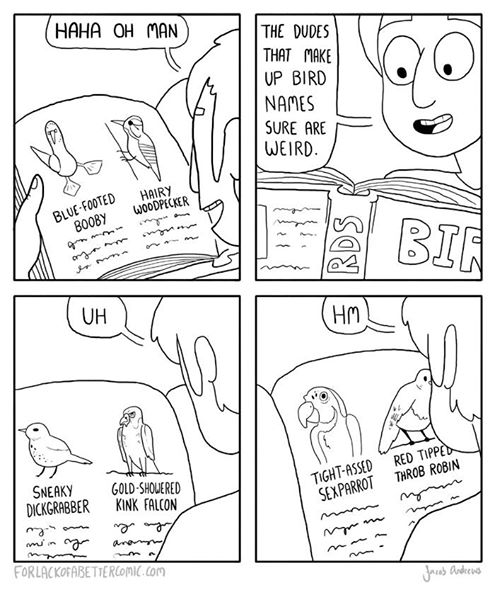 HAHA OH MAN
BLUE-FOOTED
BOOBY
HAIRY
WOODPECKER
THE DUDES
THAT MAKE
UP BIRD
NAMES
SURE ARE
WEIRD.
RDS
BIR
UH
SNEAKY
DICKGRABBER
GOLD-SHOWERED
KINK FALCON
HM
TIGHT-ASSED
SEXPARROT
RED TIPPED
THROB ROBIN
FORLACKOFABETTERCOMIC.COM
Jacob Andrews